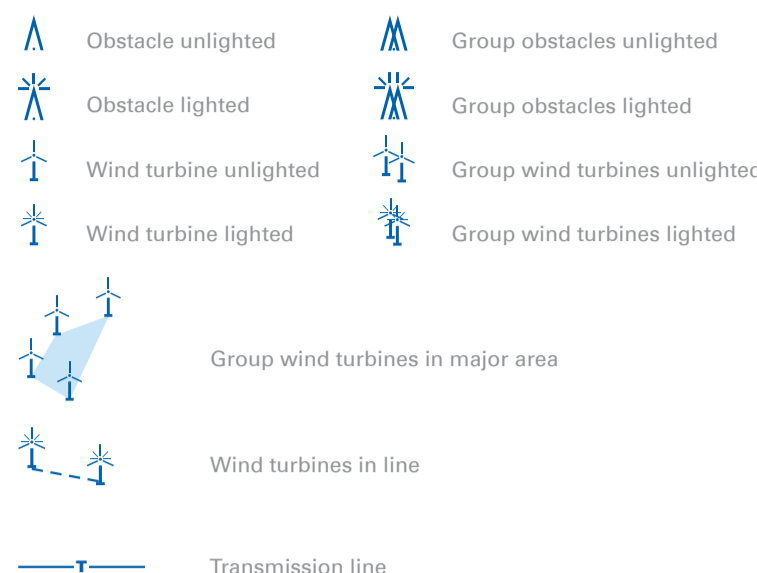 Obstacle unlighted
Group obstacles unlighted
Obstacle lighted
Group obstacles lighted
Wind turbine unlighted
Group wind turbines unlighted
Wind turbine lighted
Group wind turbines lighted
Group wind turbines in major area
Wind turbines in line
Transmission line